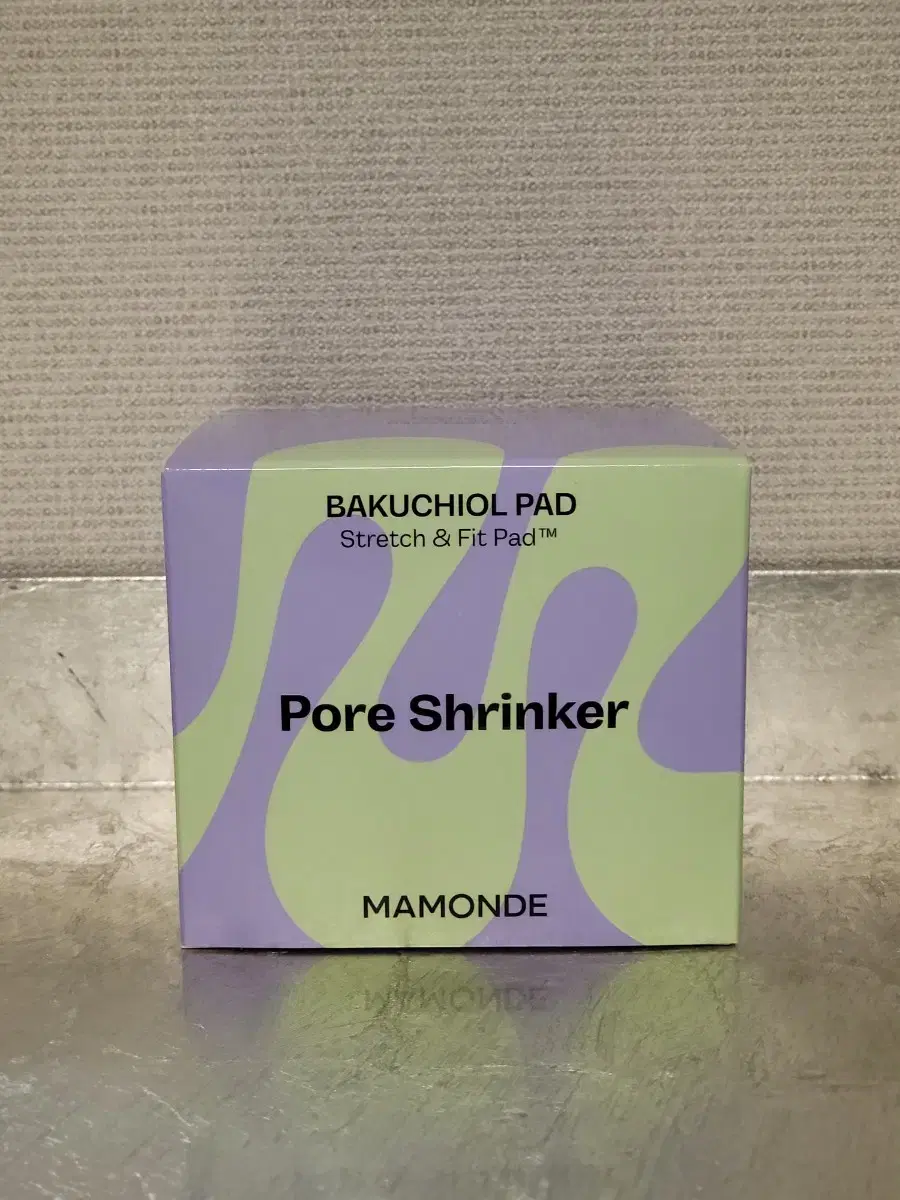 BAKUCHIOL PAD
Stretch & Fit Pad™
Pore Shrinker
MAMONDE